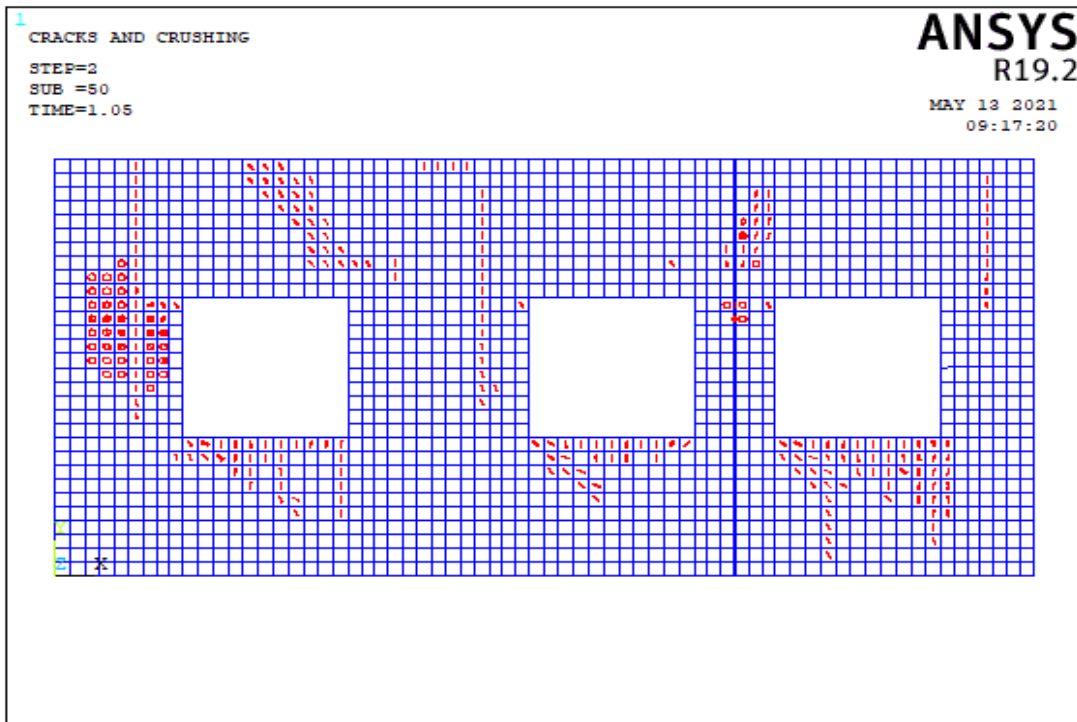 1
CRACKS AND CRUSHING
STEP=2
SUB =50
TIME=1.05
ANSYS
R19.2
MAY 13 2021
09:17:20
Y
Z X